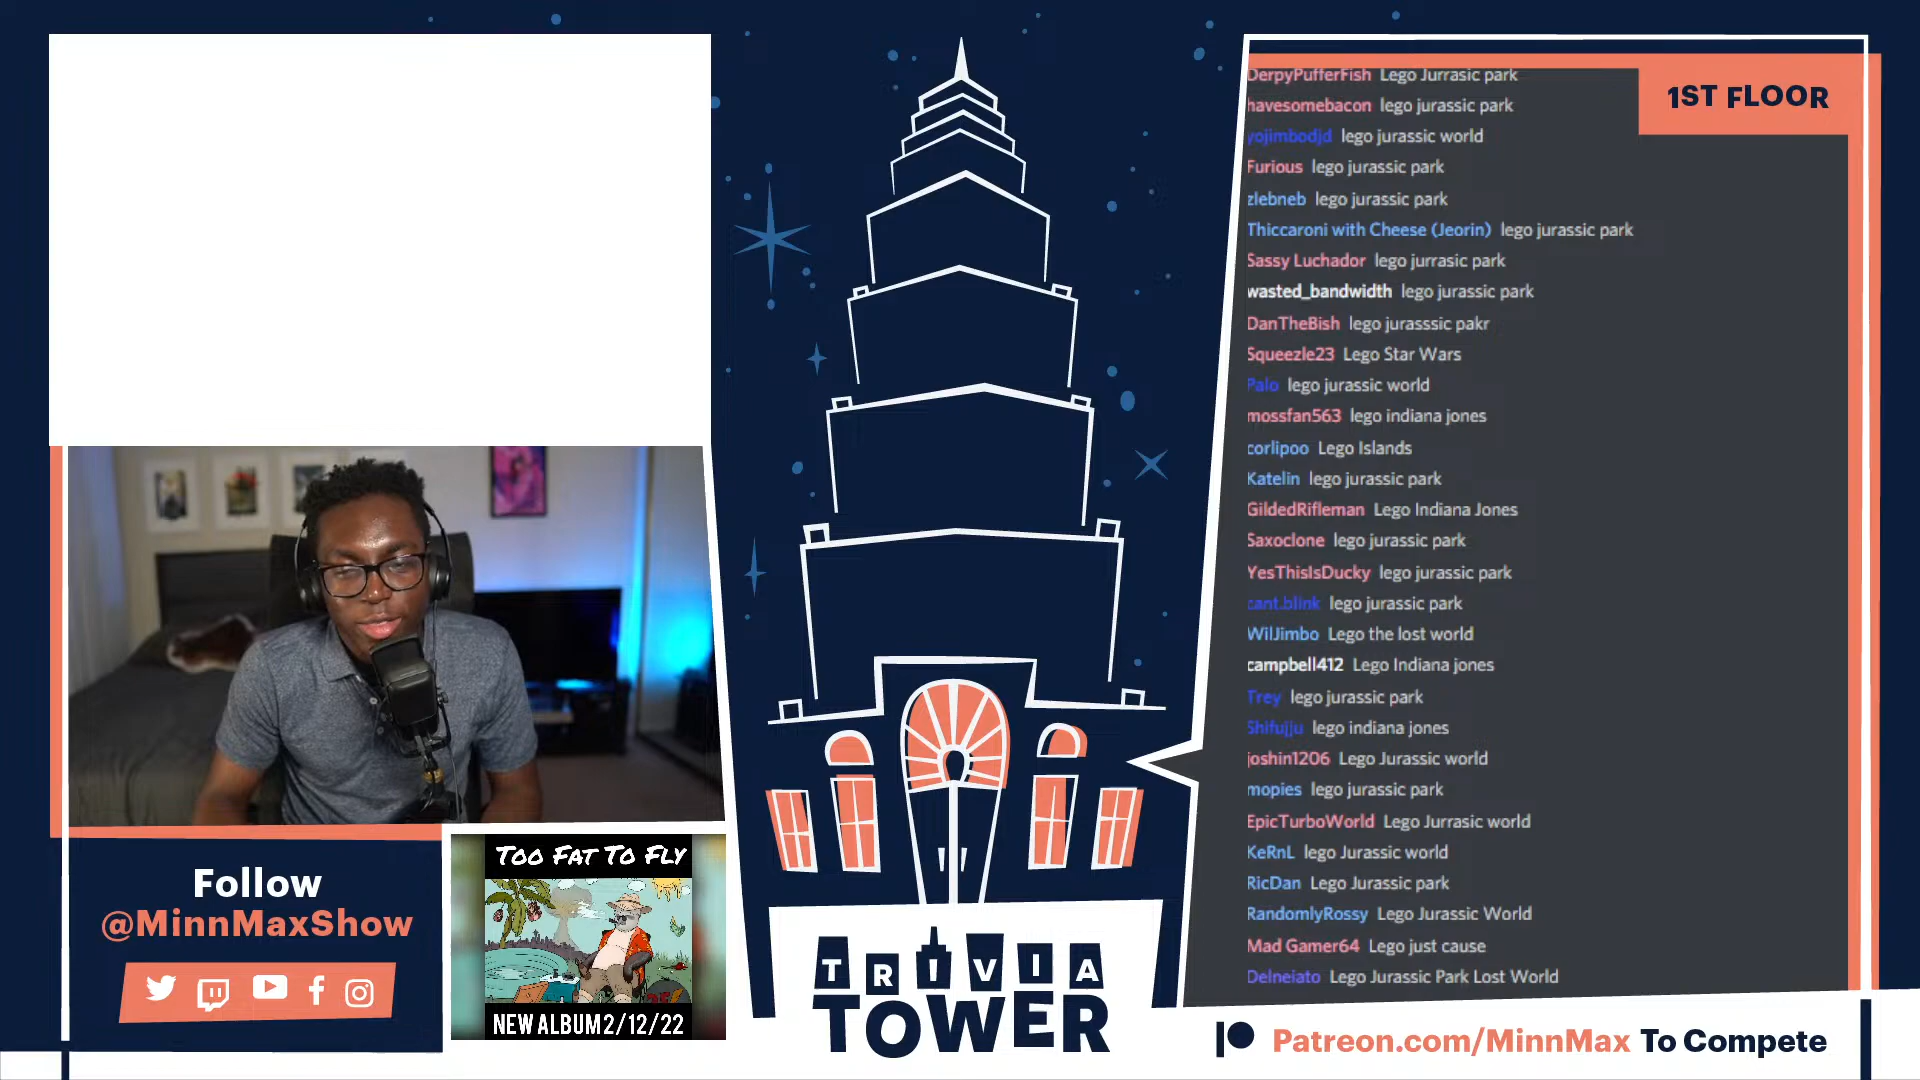 DerpyPufferFish Lego Jurrasic park
havesomebacon lego jurassic park
yojimbodjd lego jurassic world
Furious lego jurassic park
zlebneb lego jurassic park
Thiccaroni with Cheese (Jeorin) lego jurassic park
Sassy Luchador lego jurrasic park
wasted_bandwidth lego jurassic park
DanTheBish lego jurasssic pakr
Squeezle23 Lego Star Wars
Palo lego jurassic world
mossfan563 lego indiana jones
corlipoo Lego Islands
Katelin lego jurassic park
GildedRifleman Lego Indiana Jones
Saxoclone lego jurassic park
YesThisIsDucky lego jurassic park
cant.blink lego jurassic park
WilJimbo Lego the lost world
campbell412 Lego Indiana jones
Trey lego jurassic park
Shifujju lego indiana jones
joshin1206 Lego Jurassic world
mopies lego jurassic park
EpicTurboWorld Lego Jurrasic world
KeRnL lego Jurassic world
RicDan Lego Jurassic park
RandomlyRossy Lego Jurassic World
Mad Gamer64 Lego just cause
Delneiato Lego Jurassic Park Lost World
1ST FLOOR
Follow
@MinnMaxShow
TOO FAT TO FLY
NEW ALBUM 2/12/22
TRIVIA
TOWER
Patreon.com/MinnMax To Compete